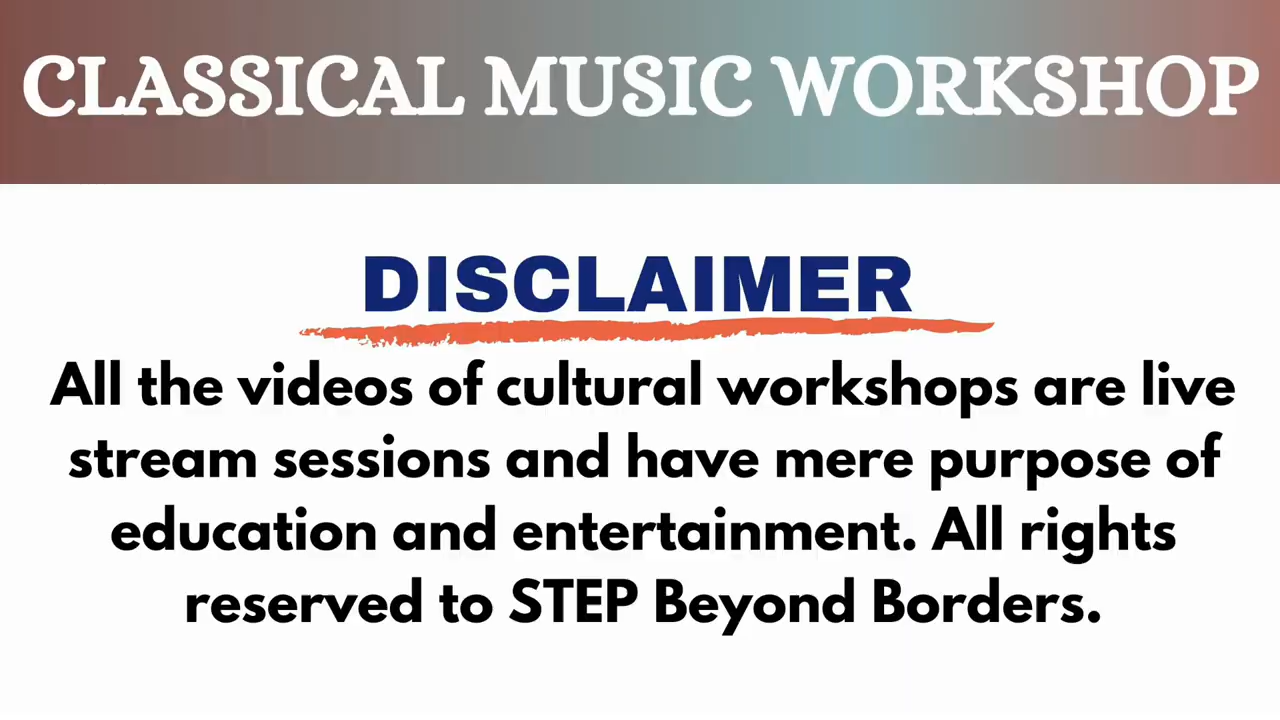 CLASSICAL MUSIC WORKSHOP
DISCLAIMER
All the videos of cultural workshops are live
stream sessions and have mere purpose of
education and entertainment. All rights
reserved to STEP Beyond Borders.